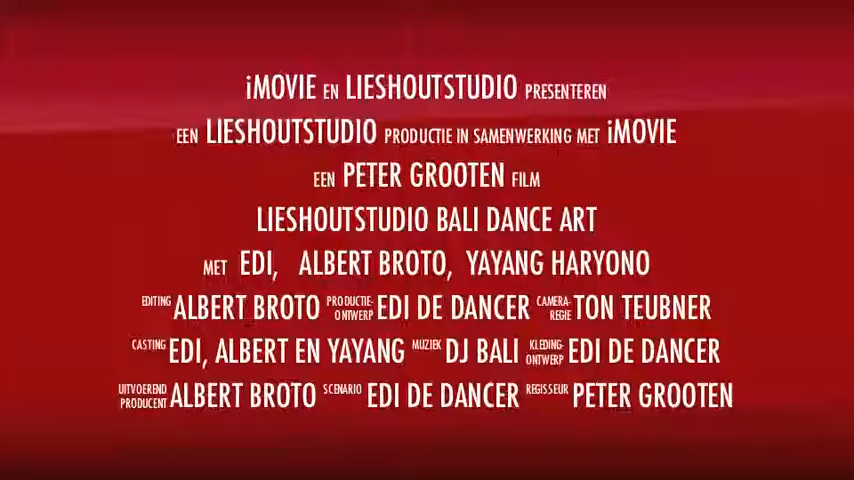 iMOVIE EN LIESHOUTSTUDIO PRESENTEREN
EEN LIESHOUTSTUDIO PRODUCTIE IN SAMENWERKING MET iMOVIE
EEN PETER GROOTEN FILM
LIESHOUTSTUDIO BALI DANCE ART
MET EDI, ALBERT BROTO, YAYANG HARYONO
EDITING ALBERT BROTO PRODUCTIE-ONTWERP EDI DE DANCER CAMERA-REGIE TON TEUBNER
CASTING EDI, ALBERT EN YAYANG MUZIEK DJ BALI KLEDING-ONTWERP EDI DE DANCER
UITVOEREND PRODUCENT ALBERT BROTO SCENARIO EDI DE DANCER REGISSEUR PETER GROOTEN